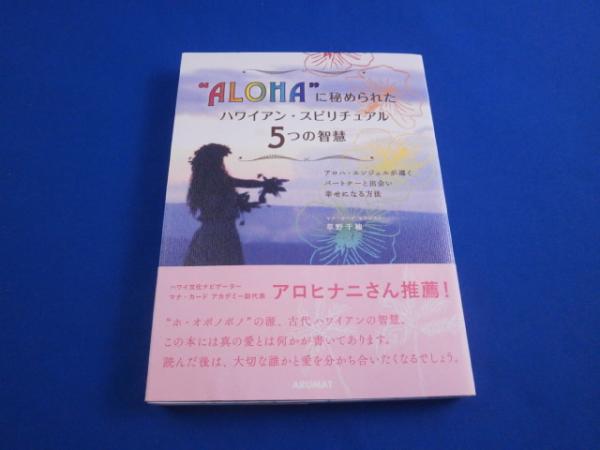 “ALOHA”に秘められた
ハワイアン・スピリチュアル
5つの智慧
アロハ・エンジェルが導く
パートナーと出会い
幸せになる方法
草野千穂
ハワイ文化ナビゲーター
マナ・カード アカデミー副代表
アロヒナニさん推薦!
“ホ・オポノポノ”の源、古代ハワイアンの智慧。
この本には真の愛とは何かが書いてあります。
読んだ後は、大切な誰かと愛を分かち合いたくなるでしょう。
AROMAT